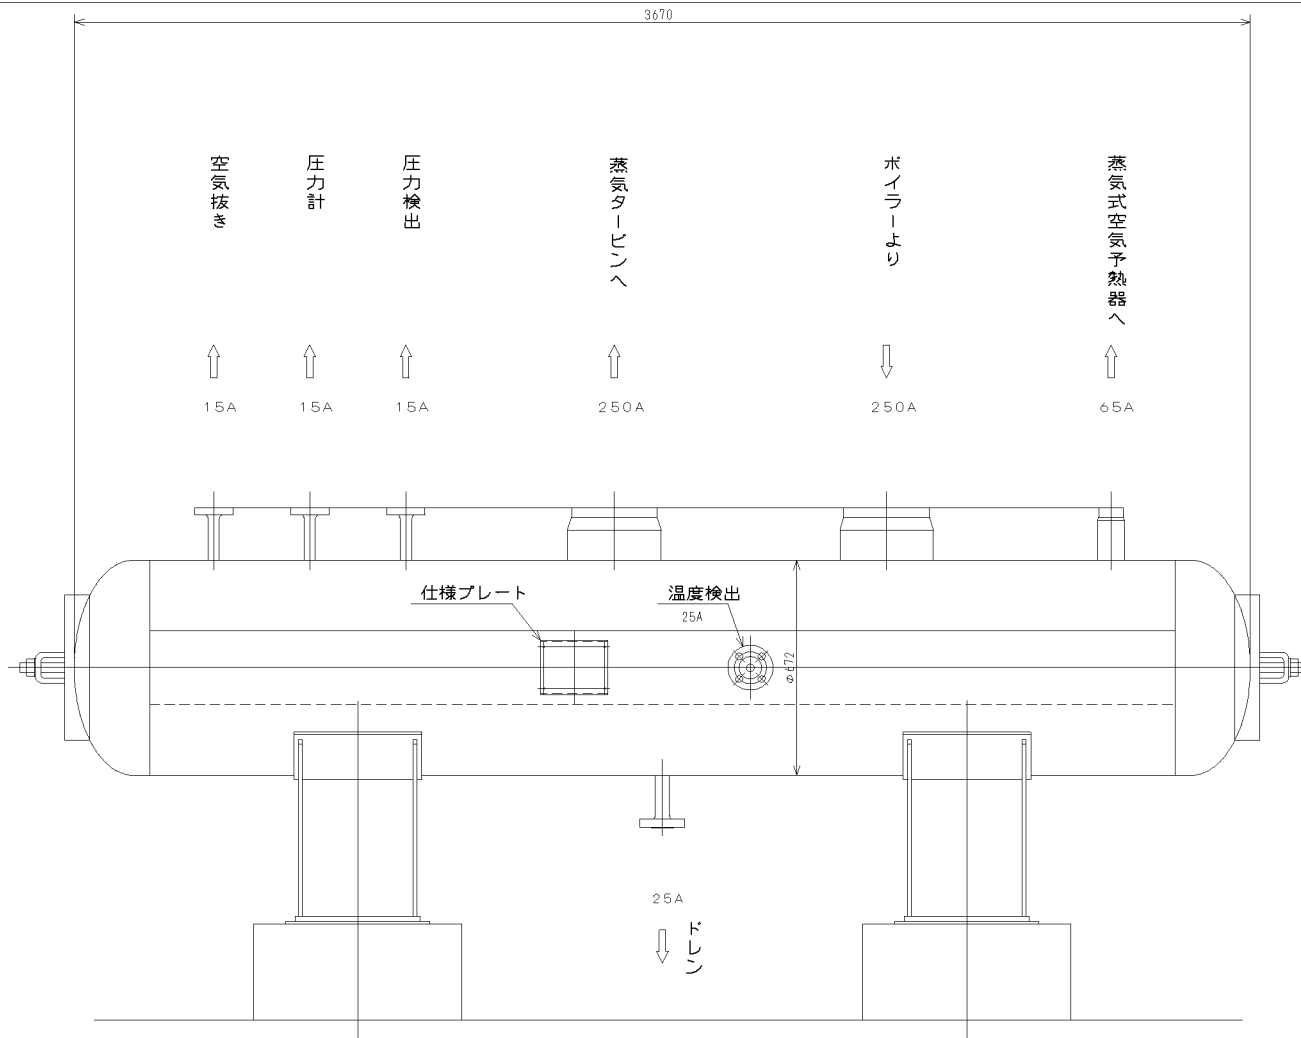 3670
空気抜き
圧力計
圧力検出
蒸気タービンへ
ボイラーより
蒸気式空気予熱器へ
15A
15A
15A
250A
250A
65A
仕様プレート
温度検出
25A
φ672
25A
ドレン